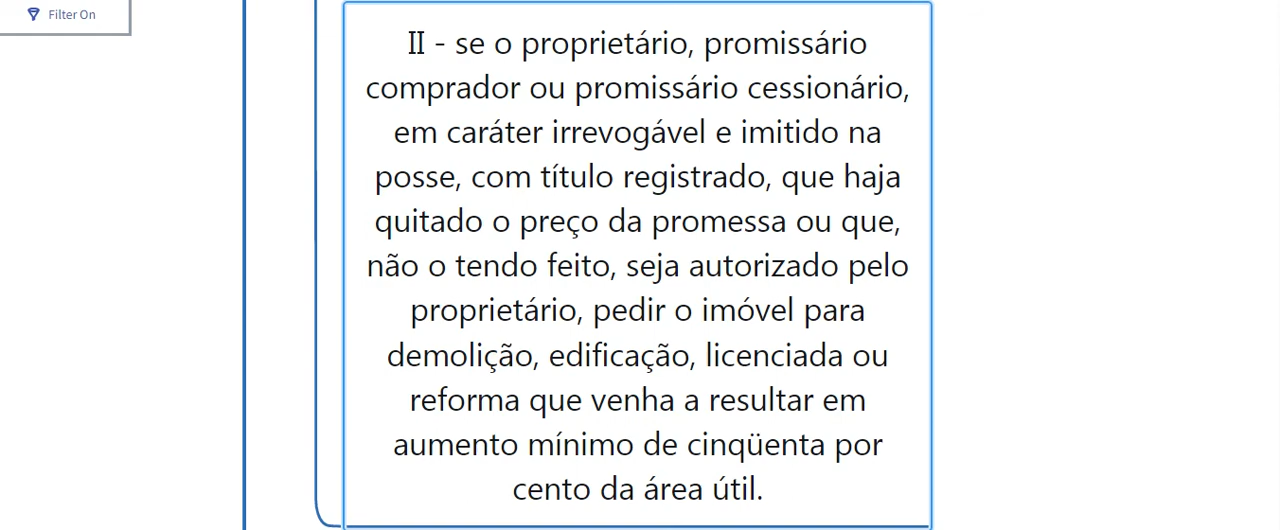 Filter On
II - se o proprietário, promissário
comprador ou promissário cessionário,
em caráter irrevogável e imitido na
posse, com título registrado, que haja
quitado o preço da promessa ou que,
não o tendo feito, seja autorizado pelo
proprietário, pedir o imóvel para
demolição, edificação, licenciada ou
reforma que venha a resultar em
aumento mínimo de cinqüenta por
cento da área útil.